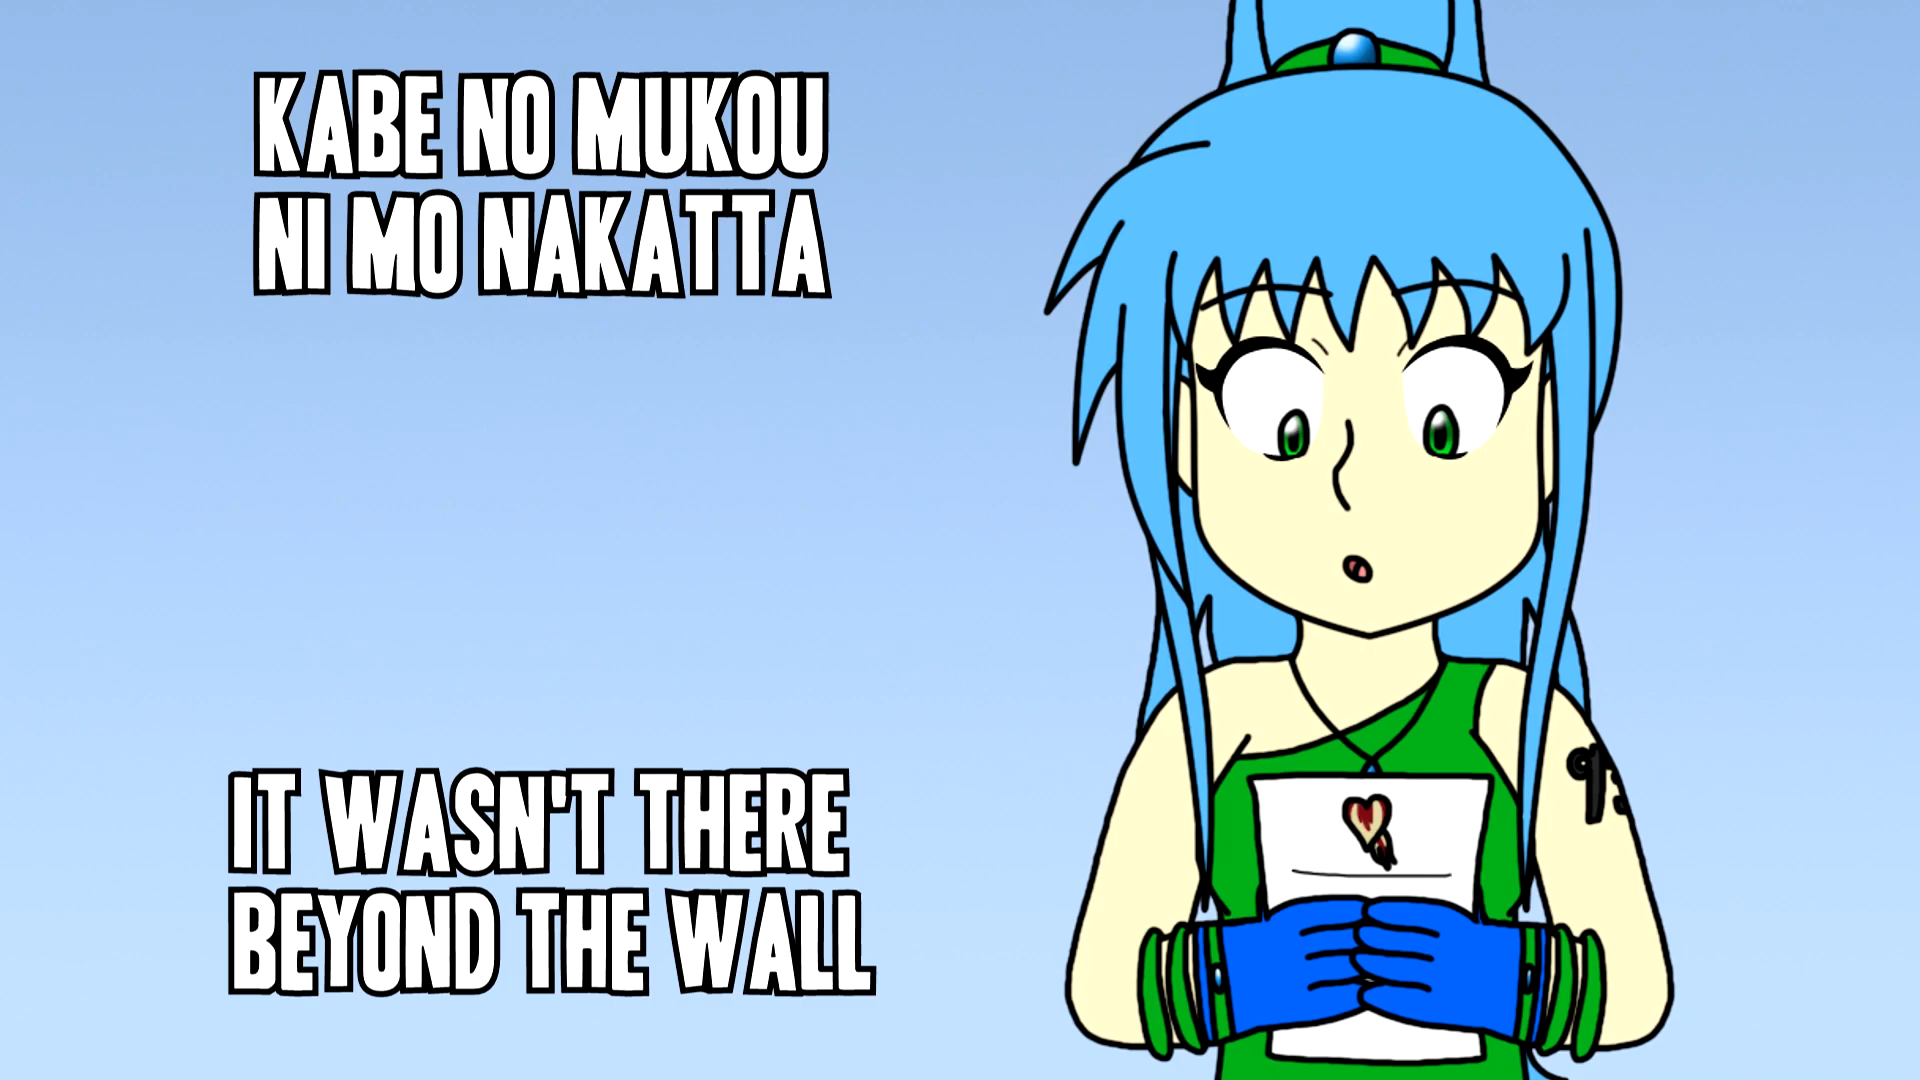 KABE NO MUKOU
NI MO NAKATTA
IT WASN'T THERE
BEYOND THE WALL